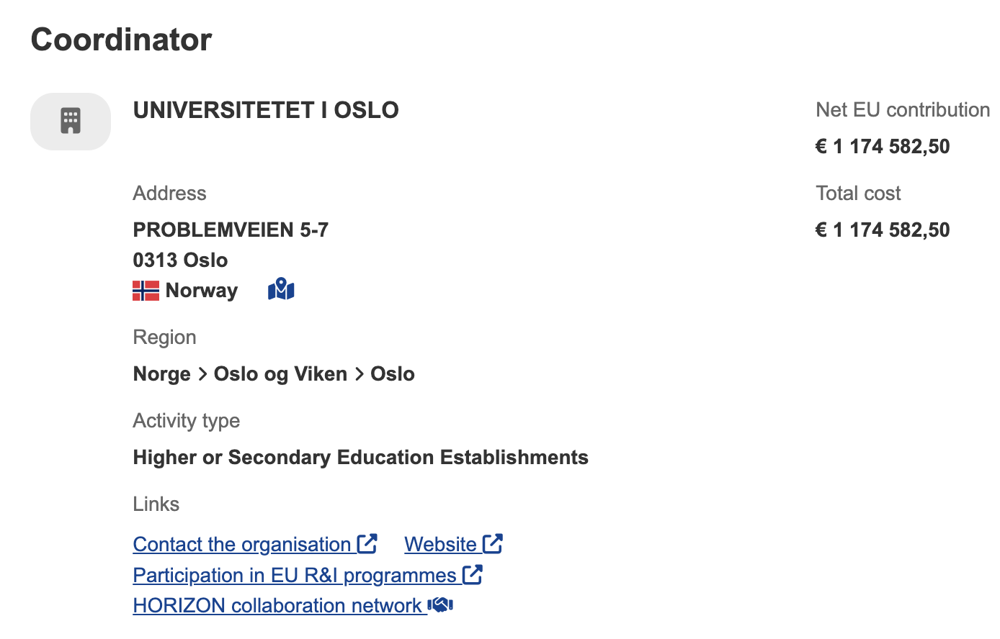 Coordinator
UNIVERSITETET I OSLO
Net EU contribution
€ 1 174 582,50
Address
PROBLEMVEIEN 5-7
0313 Oslo
Norway
Total cost
€ 1 174 582,50
Region
Norge > Oslo og Viken > Oslo
Activity type
Higher or Secondary Education Establishments
Links
Contact the organisation Website
Participation in EU R&I programmes
HORIZON collaboration network